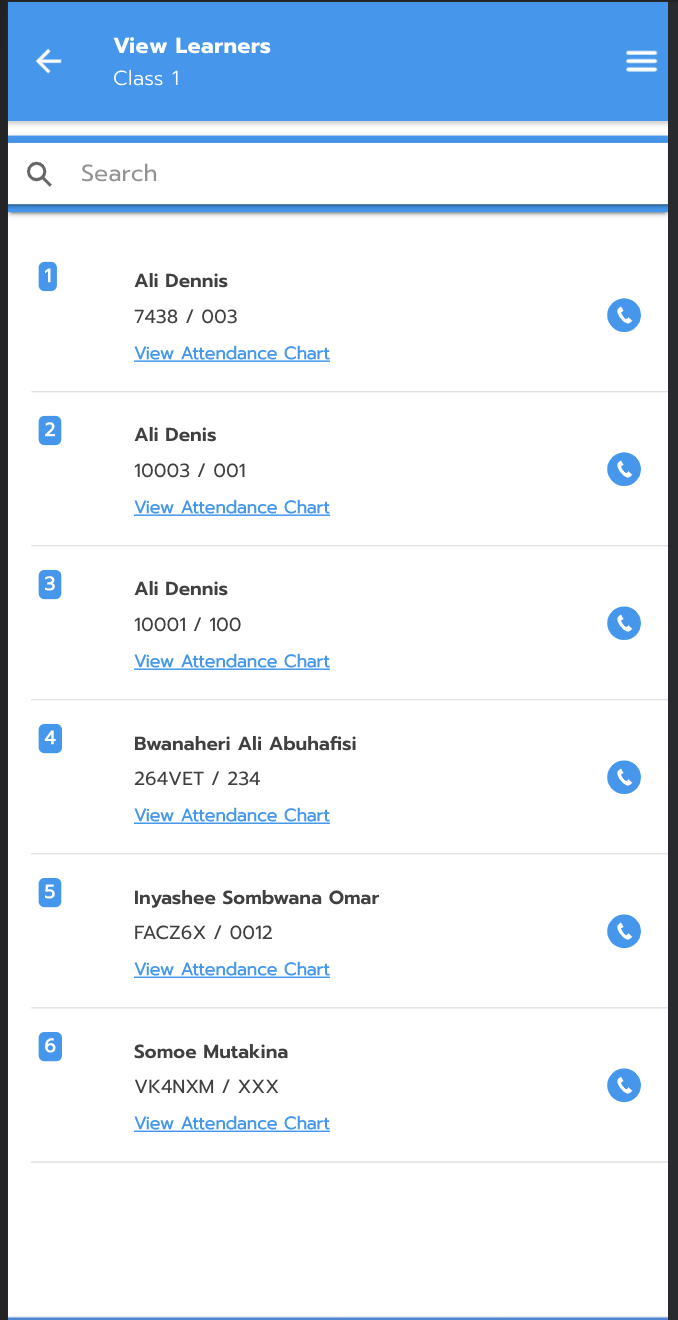 View Learners
Class 1
Search
1
Ali Dennis
7438 / 003
View Attendance Chart
2
Ali Denis
10003 / 001
View Attendance Chart
3
Ali Dennis
10001 / 100
View Attendance Chart
4
Bwanaheri Ali Abuhafisi
264VET / 234
View Attendance Chart
5
Inyashee Sombwana Omar
FACZ6X / 0012
View Attendance Chart
6
Somoe Mutakina
VK4NXM / XXX
View Attendance Chart